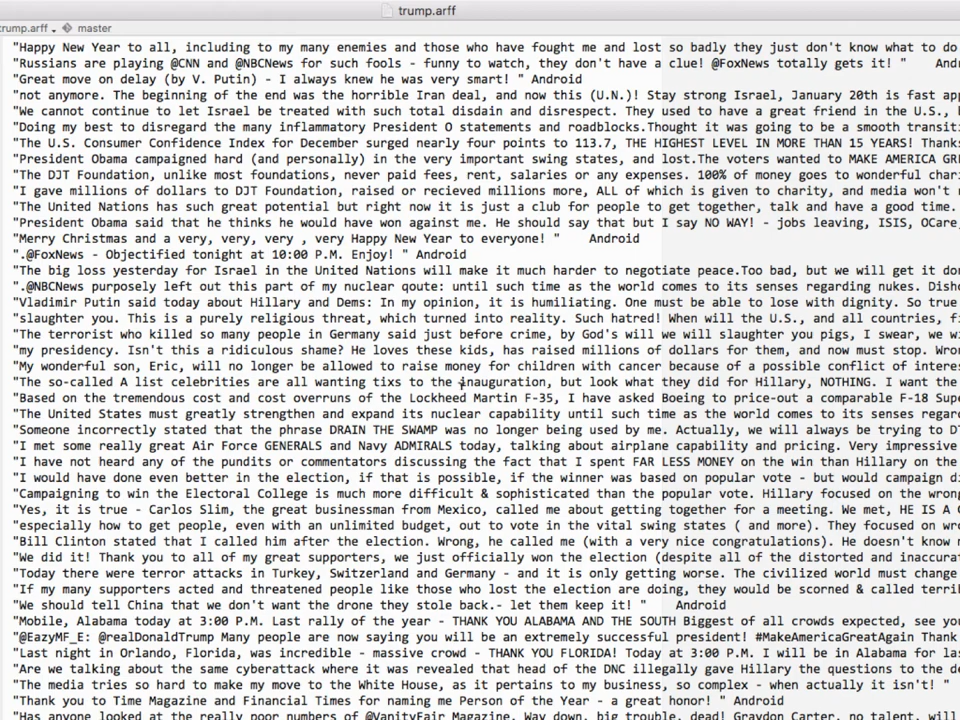 trump.arff
trump.arff master
"Happy New Year to all, including to my many enemies and those who have fought me and lost so badly they just don't know what to do
"Russians are playing @CNN and @NBCNews for such fools - funny to watch, they don't have a clue! @FoxNews totally gets it! " Andr
"Great move on delay (by V. Putin) - I always knew he was very smart! " Android
"not anymore. The beginning of the end was the horrible Iran deal, and now this (U.N.)! Stay strong Israel, January 20th is fast app
"We cannot continue to let Israel be treated with such total disdain and disrespect. They used to have a great friend in the U.S.,
"Doing my best to disregard the many inflammatory President O statements and roadblocks.Thought it was going to be a smooth transiti
"The U.S. Consumer Confidence Index for December surged nearly four points to 113.7, THE HIGHEST LEVEL IN MORE THAN 15 YEARS! Thanks
"President Obama campaigned hard (and personally) in the very important swing states, and lost.The voters wanted to MAKE AMERICA GRE
"The DJT Foundation, unlike most foundations, never paid fees, rent, salaries or any expenses. 100% of money goes to wonderful chari
"I gave millions of dollars to DJT Foundation, raised or recieved millions more, ALL of which is given to charity, and media won't r
"The United Nations has such great potential but right now it is just a club for people to get together, talk and have a good time.
"President Obama said that he thinks he would have won against me. He should say that but I say NO WAY! - jobs leaving, ISIS, OCare,
"Merry Christmas and a very, very, very , very Happy New Year to everyone! " Android
".@FoxNews - Objectified tonight at 10:00 P.M. Enjoy! " Android
"The big loss yesterday for Israel in the United Nations will make it much harder to negotiate peace.Too bad, but we will get it don
".@NBCNews purposely left out this part of my nuclear qoute: until such time as the world comes to its senses regarding nukes. Disho
"Vladimir Putin said today about Hillary and Dems: In my opinion, it is humiliating. One must be able to lose with dignity. So true
"slaughter you. This is a purely religious threat, which turned into reality. Such hatred! When will the U.S., and all countries, fi
"The terrorist who killed so many people in Germany said just before crime, by God's will we will slaughter you pigs, I swear, we wi
"my presidency. Isn't this a ridiculous shame? He loves these kids, has raised millions of dollars for them, and now must stop. Wron
"My wonderful son, Eric, will no longer be allowed to raise money for children with cancer because of a possible conflict of interes
"The so-called A list celebrities are all wanting tixs to the inauguration, but look what they did for Hillary, NOTHING. I want the
"Based on the tremendous cost and cost overruns of the Lockheed Martin F-35, I have asked Boeing to price-out a comparable F-18 Supe
"The United States must greatly strengthen and expand its nuclear capability until such time as the world comes to its senses regard
"Someone incorrectly stated that the phrase DRAIN THE SWAMP was no longer being used by me. Actually, we will always be trying to DT
"I met some really great Air Force GENERALS and Navy ADMIRALS today, talking about airplane capability and pricing. Very impressive
"I have not heard any of the pundits or commentators discussing the fact that I spent FAR LESS MONEY on the win than Hillary on the
"I would have done even better in the election, if that is possible, if the winner was based on popular vote - but would campaign di
"Campaigning to win the Electoral College is much more difficult & sophisticated than the popular vote. Hillary focused on the wrong
"Yes, it is true - Carlos Slim, the great businessman from Mexico, called me about getting together for a meeting. We met, HE IS A G
"especially how to get people, even with an unlimited budget, out to vote in the vital swing states ( and more). They focused on wro
"Bill Clinton stated that I called him after the election. Wrong, he called me (with a very nice congratulations). He doesn't know m
"We did it! Thank you to all of my great supporters, we just officially won the election (despite all of the distorted and inaccurat
"Today there were terror attacks in Turkey, Switzerland and Germany - and it is only getting worse. The civilized world must change
"If my many supporters acted and threatened people like those who lost the election are doing, they would be scorned & called terrib
"We should tell China that we don't want the drone they stole back.- let them keep it! " Android
"Mobile, Alabama today at 3:00 P.M. Last rally of the year - THANK YOU ALABAMA AND THE SOUTH Biggest of all crowds expected, see you
"@EazyMF_E: @realDonaldTrump Many people are now saying you will be an extremely successful president! #MakeAmericaGreatAgain Thank
"Last night in Orlando, Florida, was incredible - massive crowd - THANK YOU FLORIDA! Today at 3:00 P.M. I will be in Alabama for las
"Are we talking about the same cyberattack where it was revealed that head of the DNC illegally gave Hillary the questions to the de
"The media tries so hard to make my move to the White House, as it pertains to my business, so complex - when actually it isn't! "
"Thank you to Time Magazine and Financial Times for naming me Person of the Year - a great honor! " Android
"Has anyone looked at the really poor numbers of @VanityFair Magazine. Way down, big trouble, dead! Graydon Carter, no talent, will